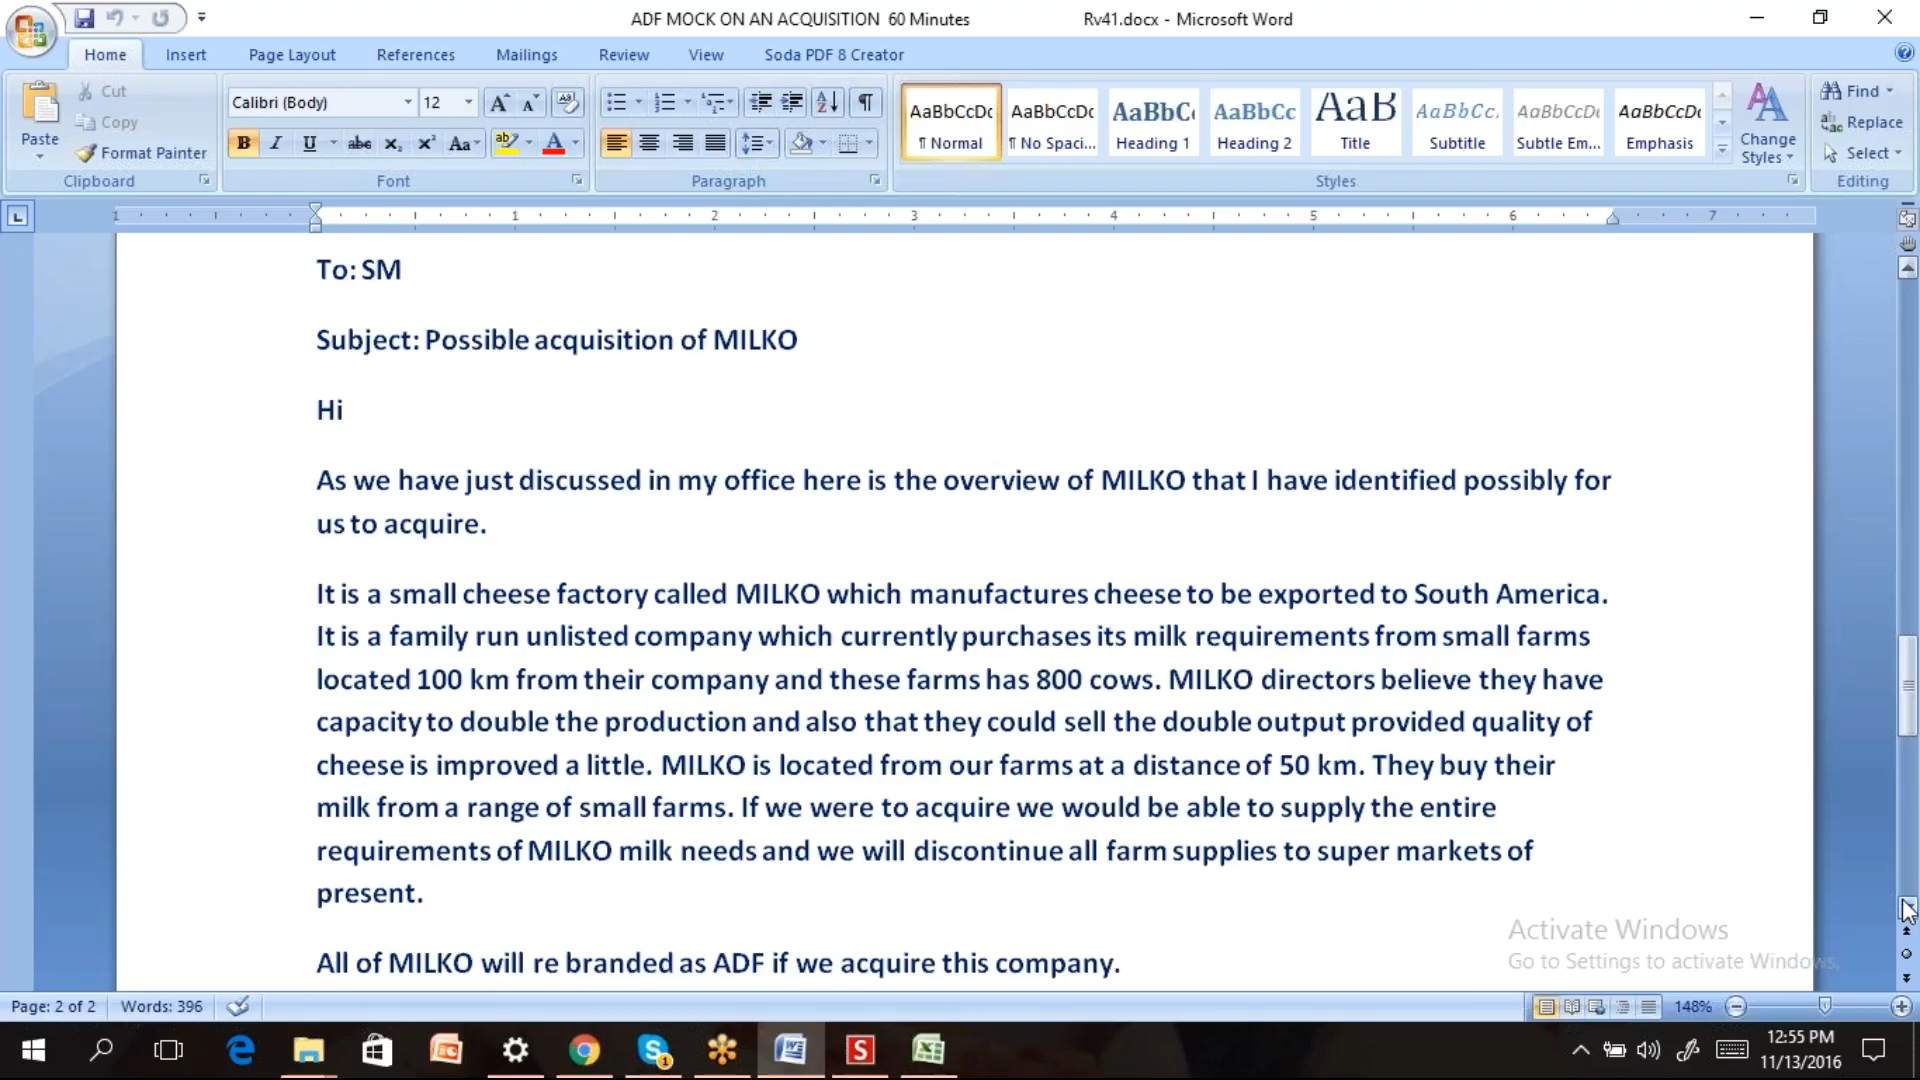 ADF MOCK ON AN ACQUISITION 60 Minutes Rv41.docx - Microsoft Word
Home Insert Page Layout References Mailings Review View Soda PDF 8 Creator
Cut
Copy
Format Painter
Paste
Clipboard
Calibri (Body) 12
Font
Paragraph
AaBbCcDc AaBbCcDc AaBbC AaBbCc AaB AaBbCc. AaBbCcDc AaBbCcDc
¶ Normal ¶ No Spaci... Heading 1 Heading 2 Title Subtitle Subtle Em... Emphasis
Change
Styles
Styles
Find
Replace
Select
Editing
1 1 2 3 4 5 6 7
To: SM
Subject: Possible acquisition of MILKO
Hi
As we have just discussed in my office here is the overview of MILKO that I have identified possibly for
us to acquire.
It is a small cheese factory called MILKO which manufactures cheese to be exported to South America.
It is a family run unlisted company which currently purchases its milk requirements from small farms
located 100 km from their company and these farms has 800 cows. MILKO directors believe they have
capacity to double the production and also that they could sell the double output provided quality of
cheese is improved a little. MILKO is located from our farms at a distance of 50 km. They buy their
milk from a range of small farms. If we were to acquire we would be able to supply the entire
requirements of MILKO milk needs and we will discontinue all farm supplies to super markets of
present.
All of MILKO will re branded as ADF if we acquire this company.
Activate Windows
Go to Settings to activate Windows.
Page: 2 of 2 Words: 396 148%
12:55 PM
11/13/2016